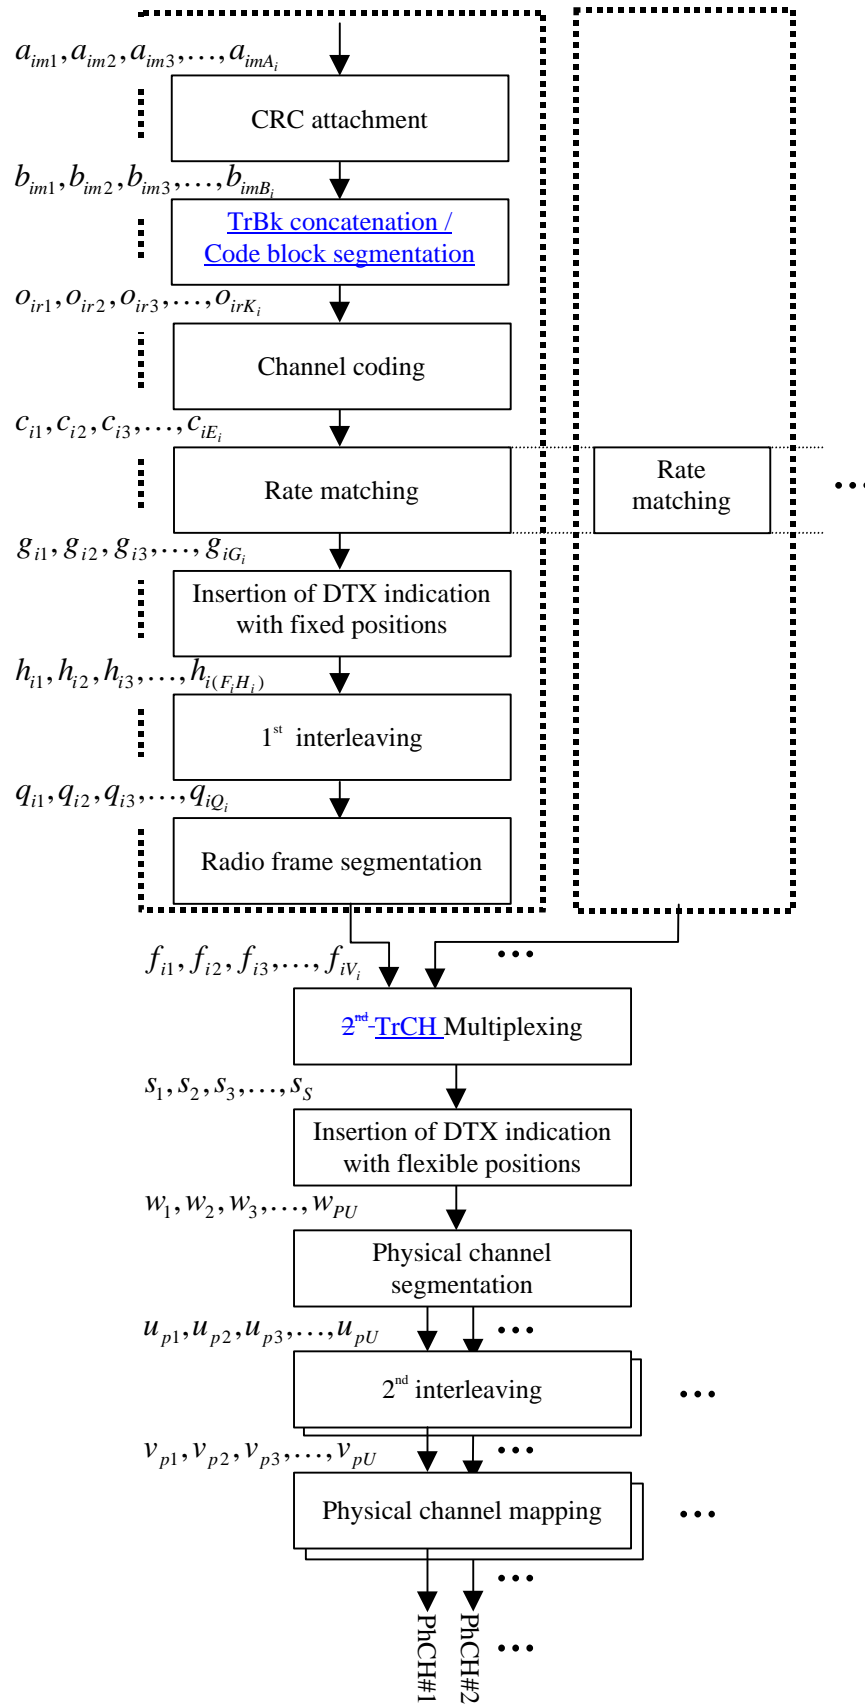 a_{im1}, a_{im2}, a_{im3}, …, a_{imA_i}
CRC attachment
b_{im1}, b_{im2}, b_{im3}, …, b_{imB_i}
TrBk concatenation /
Code block segmentation
o_{ir1}, o_{ir2}, o_{ir3}, …, o_{irK_i}
Channel coding
c_{i1}, c_{i2}, c_{i3}, …, c_{iE_i}
Rate matching
Rate
matching
g_{i1}, g_{i2}, g_{i3}, …, g_{iG_i}
Insertion of DTX indication
with fixed positions
h_{i1}, h_{i2}, h_{i3}, …, h_{i(F_iH_i)}
1st interleaving
q_{i1}, q_{i2}, q_{i3}, …, q_{iQ_i}
Radio frame segmentation
f_{i1}, f_{i2}, f_{i3}, …, f_{iV_i}
2nd TrCH Multiplexing
s_1, s_2, s_3, …, s_S
Insertion of DTX indication
with flexible positions
w_1, w_2, w_3, …, w_{PU}
Physical channel
segmentation
u_{p1}, u_{p2}, u_{p3}, …, u_{pU}
2nd interleaving
v_{p1}, v_{p2}, v_{p3}, …, v_{pU}
Physical channel mapping
PhCH#1
PhCH#2